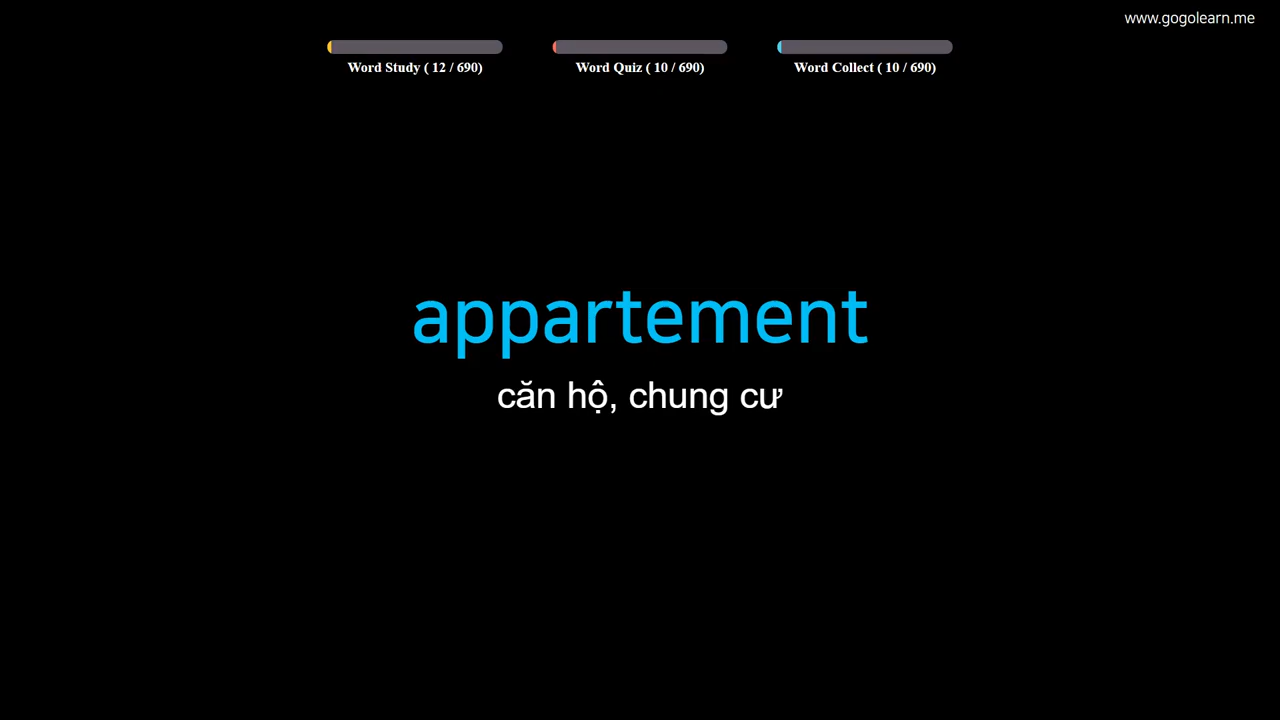 www.gogolearn.me
Word Study ( 12 / 690)
Word Quiz ( 10 / 690)
Word Collect ( 10 / 690)
appartement
căn hộ, chung cư